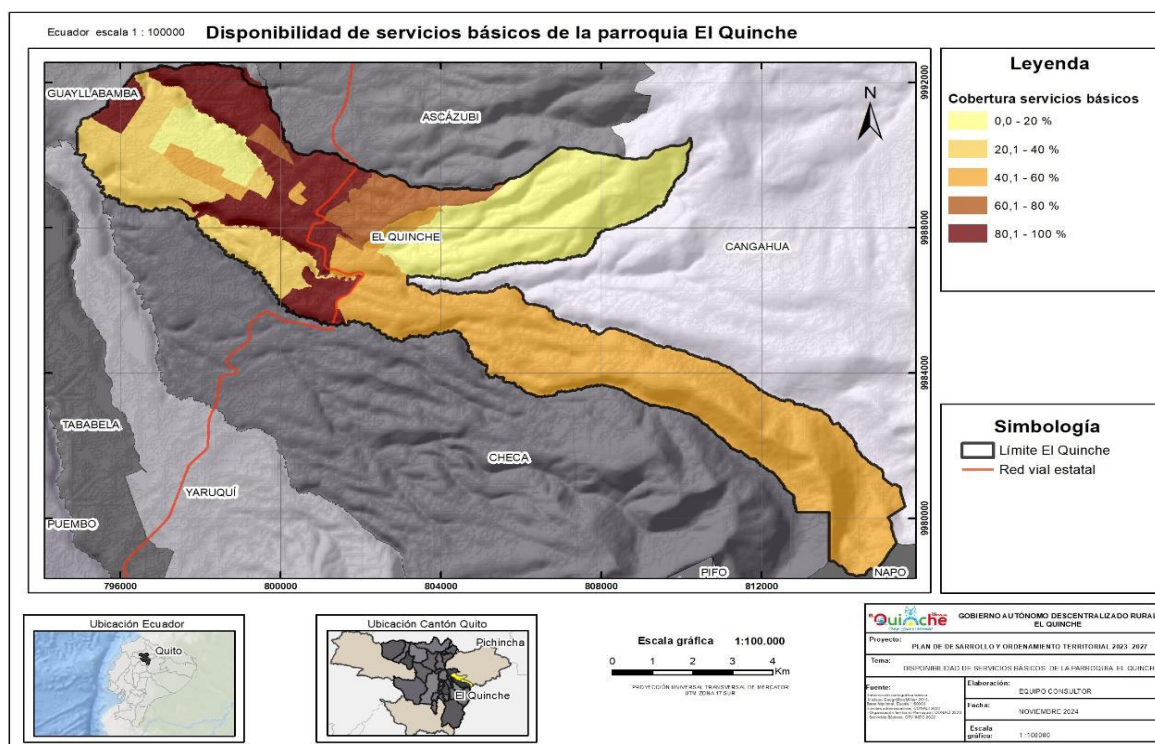 Ecuador escala 1 : 100000
Disponibilidad de servicios básicos de la parroquia El Quinche
GUAYLLABAMBA
ASCÁZUBI
N
EL QUINCHE
CANGAHUA
TABABELA
CHECA
YARUQUÍ
PUEMBO
PIFO
NAPO
9992000
9988000
9984000
9980000
796000
800000
804000
808000
812000
Leyenda
Cobertura servicios básicos
0,0 - 20 %
20,1 - 40 %
40,1 - 60 %
60,1 - 80 %
80,1 - 100 %
Simbología
Límite El Quinche
Red vial estatal
Ubicación Ecuador
Quito
Ubicación Cantón Quito
Pichincha
El Quinche
Escala gráfica 1:100.000
0 1 2 3 4
Km
PROYECCIÓN UNIVERSAL TRANSVERSAL DE MERCATOR
UTM ZONA 17 SUR
El Quinche
GOBIERNO AUTÓNOMO DESCENTRALIZADO RURAL
EL QUINCHE
Proyecto:
PLAN DE DESARROLLO Y ORDENAMIENTO TERRITORIAL 2023 2027
Tema:
DISPONIBILIDAD DE SERVICIOS BÁSICOS DE LA PARROQUIA EL QUINCHE
Fuente:
Elaboración:
EQUIPO CONSULTOR
Fecha:
NOVIEMBRE 2024
Escala
gráfica:
1 :100000